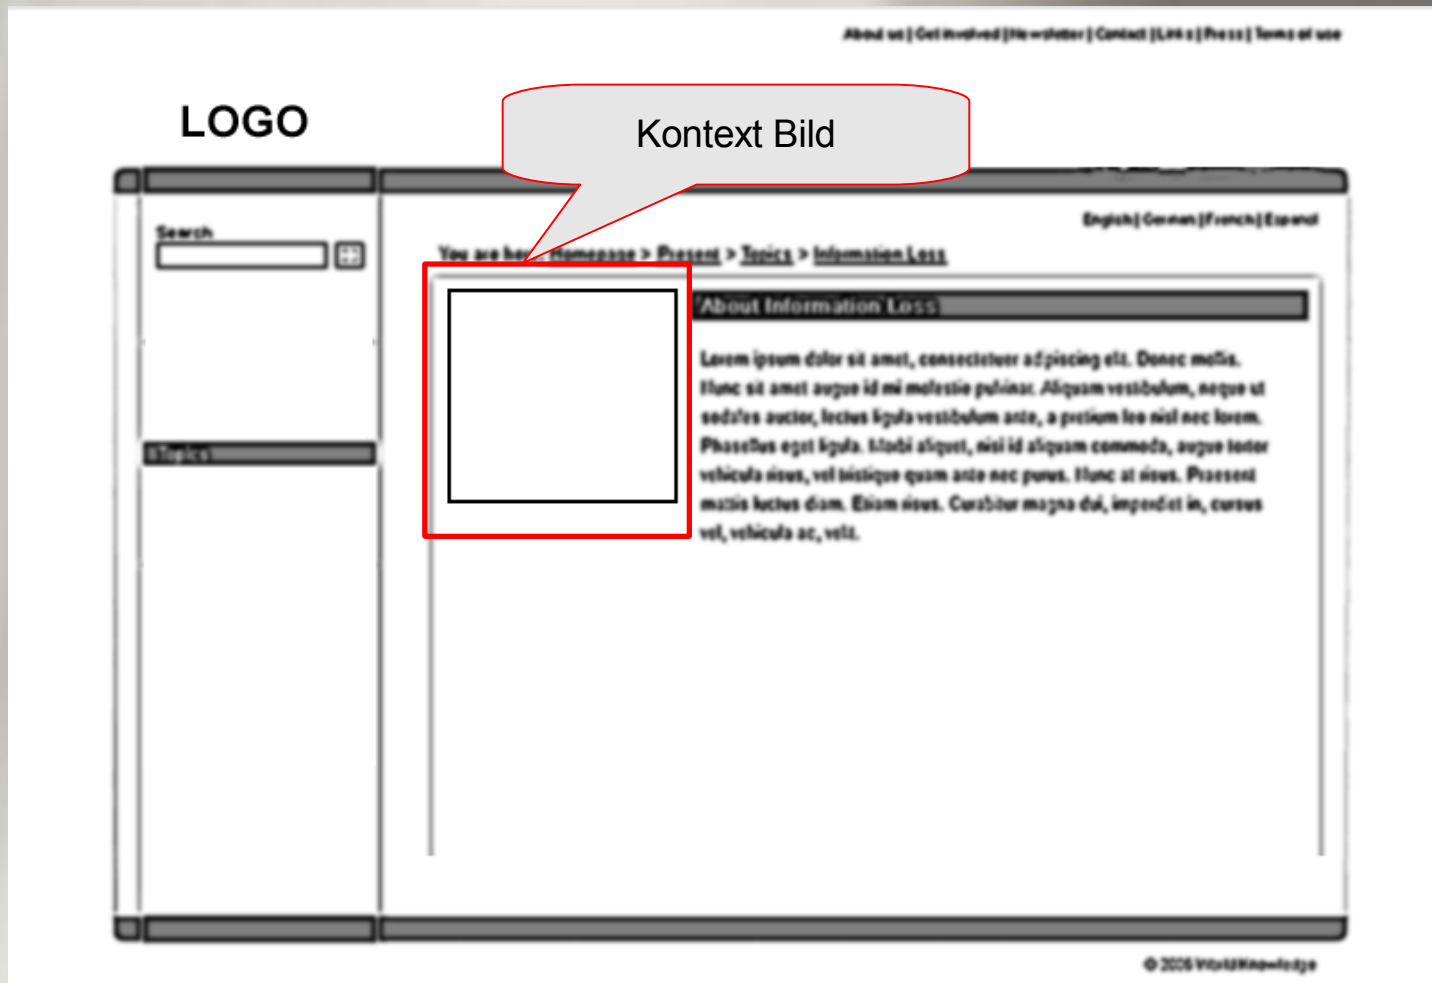 About us | Get involved | Newsletter | Contact | Links | Press | Terms of use
LOGO
Kontext Bild
English | German | French | Espanol
Search
You are here: Homepage > Present > Topics > Information Loss
About Information Loss
Lorem ipsum dolor sit amet, consectetuer adipiscing elit. Donec mollis.
Nunc sit amet augue id mi molestie pulvinar. Aliquam vestibulum, neque ut
sodales auctor, lectus ligula vestibulum ante, a pretium leo nisl nec lorem.
Phasellus eget ligula. Morbi aliquet, nisi id aliquam commodo, augue tortor
vehicula risus, vel tristique quam ante nec purus. Nunc at risus. Praesent
mattis luctus diam. Etiam risus. Curabitur magna dui, imperdiet in, cursus
vel, vehicula ac, velit.
Topics
© 2005 World Knowledge